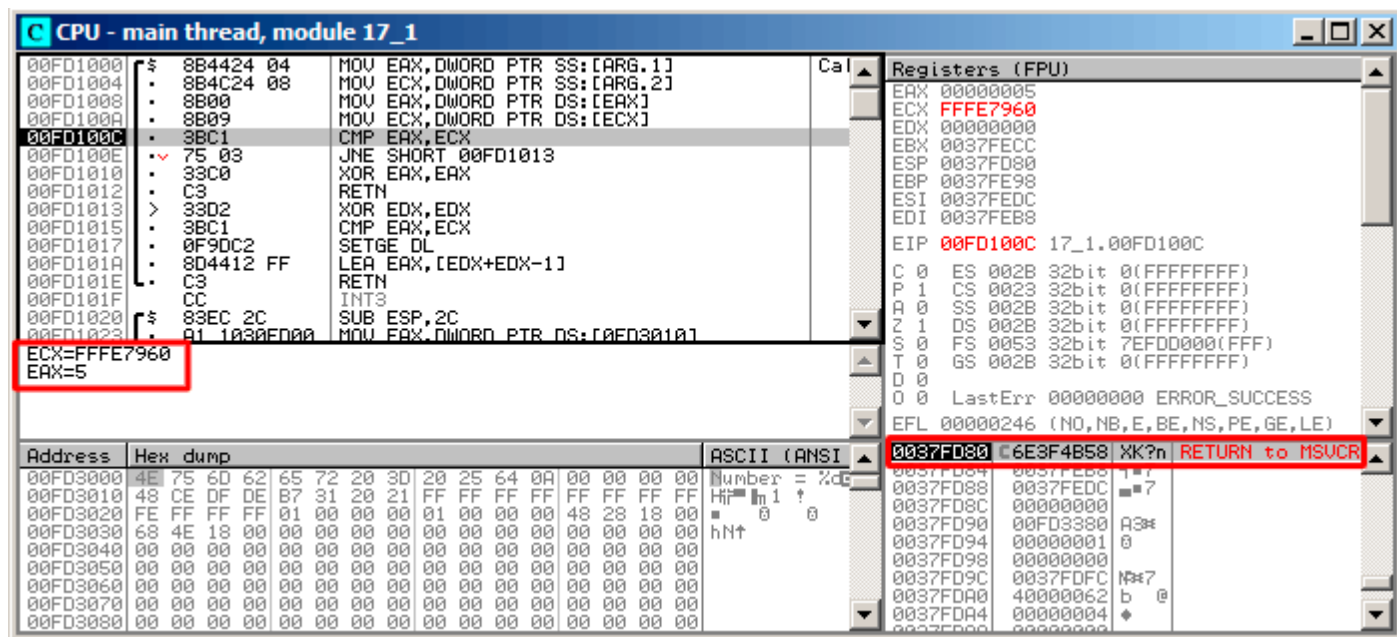 C CPU - main thread, module 17_1
00FD1000 $ 8B4424 04 MOV EAX,DWORD PTR SS:[ARG.1] Cal
00FD1004 . 8B4C24 08 MOV ECX,DWORD PTR SS:[ARG.2]
00FD1008 . 8B00 MOV EAX,DWORD PTR DS:[EAX]
00FD100A . 8B09 MOV ECX,DWORD PTR DS:[ECX]
00FD100C . 3BC1 CMP EAX,ECX
00FD100E . 75 03 JNE SHORT 00FD1013
00FD1010 . 33C0 XOR EAX,EAX
00FD1012 . C3 RETN
00FD1013 > 33D2 XOR EDX,EDX
00FD1015 . 3BC1 CMP EAX,ECX
00FD1017 . 0F9DC2 SETGE DL
00FD101A . 8D4412 FF LEA EAX,[EDX+EDX-1]
00FD101E . C3 RETN
00FD101F CC INT3
00FD1020 $ 83EC 2C SUB ESP,2C
00FD1023 . A1 1030FD00 MOV EAX,DWORD PTR DS:[0FD3010]
ECX=FFFE7960
EAX=5
Registers (FPU)
EAX 00000005
ECX FFFE7960
EDX 00000000
EBX 0037FECC
ESP 0037FD80
EBP 0037FE98
ESI 0037FEDC
EDI 0037FEB8
EIP 00FD100C 17_1.00FD100C
C 0 ES 002B 32bit 0(FFFFFFFF)
P 1 CS 0023 32bit 0(FFFFFFFF)
A 0 SS 002B 32bit 0(FFFFFFFF)
Z 1 DS 002B 32bit 0(FFFFFFFF)
S 0 FS 0053 32bit 7EFDD000(FFF)
T 0 GS 002B 32bit 0(FFFFFFFF)
D 0
O 0 LastErr 00000000 ERROR_SUCCESS
EFL 00000246 (NO,NB,E,BE,NS,PE,GE,LE)
Address Hex dump ASCII (ANSI
00FD3000 4E 75 6D 62 65 72 20 3D 20 25 64 0A 00 00 00 00 Number = %d
00FD3010 48 CE DF DE B7 31 20 21 FF FF FF FF FF FF FF FF
00FD3020 FE FF FF FF 01 00 00 00 01 00 00 00 48 28 18 00
00FD3030 68 4E 18 00 00 00 00 00 00 00 00 00 00 00 00 00 hN↑
00FD3040 00 00 00 00 00 00 00 00 00 00 00 00 00 00 00 00
00FD3050 00 00 00 00 00 00 00 00 00 00 00 00 00 00 00 00
00FD3060 00 00 00 00 00 00 00 00 00 00 00 00 00 00 00 00
00FD3070 00 00 00 00 00 00 00 00 00 00 00 00 00 00 00 00
00FD3080 00 00 00 00 00 00 00 00 00 00 00 00 00 00 00 00
0037FD80 6E3F4B58 XK?n RETURN to MSVCR
0037FD84 0037FEB8
0037FD88 0037FEDC
0037FD8C 00000000
0037FD90 00FD3380
0037FD94 00000001
0037FD98 00000000
0037FD9C 0037FDFC
0037FDA0 40000062 b @
0037FDA4 00000004 ♦